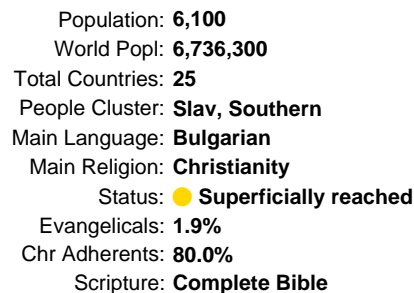 Population: 6,100
World Popl: 6,736,300
Total Countries: 25
People Cluster: Slav, Southern
Main Language: Bulgarian
Main Religion: Christianity
Status: Superficially reached
Evangelicals: 1.9%
Chr Adherents: 80.0%
Scripture: Complete Bible